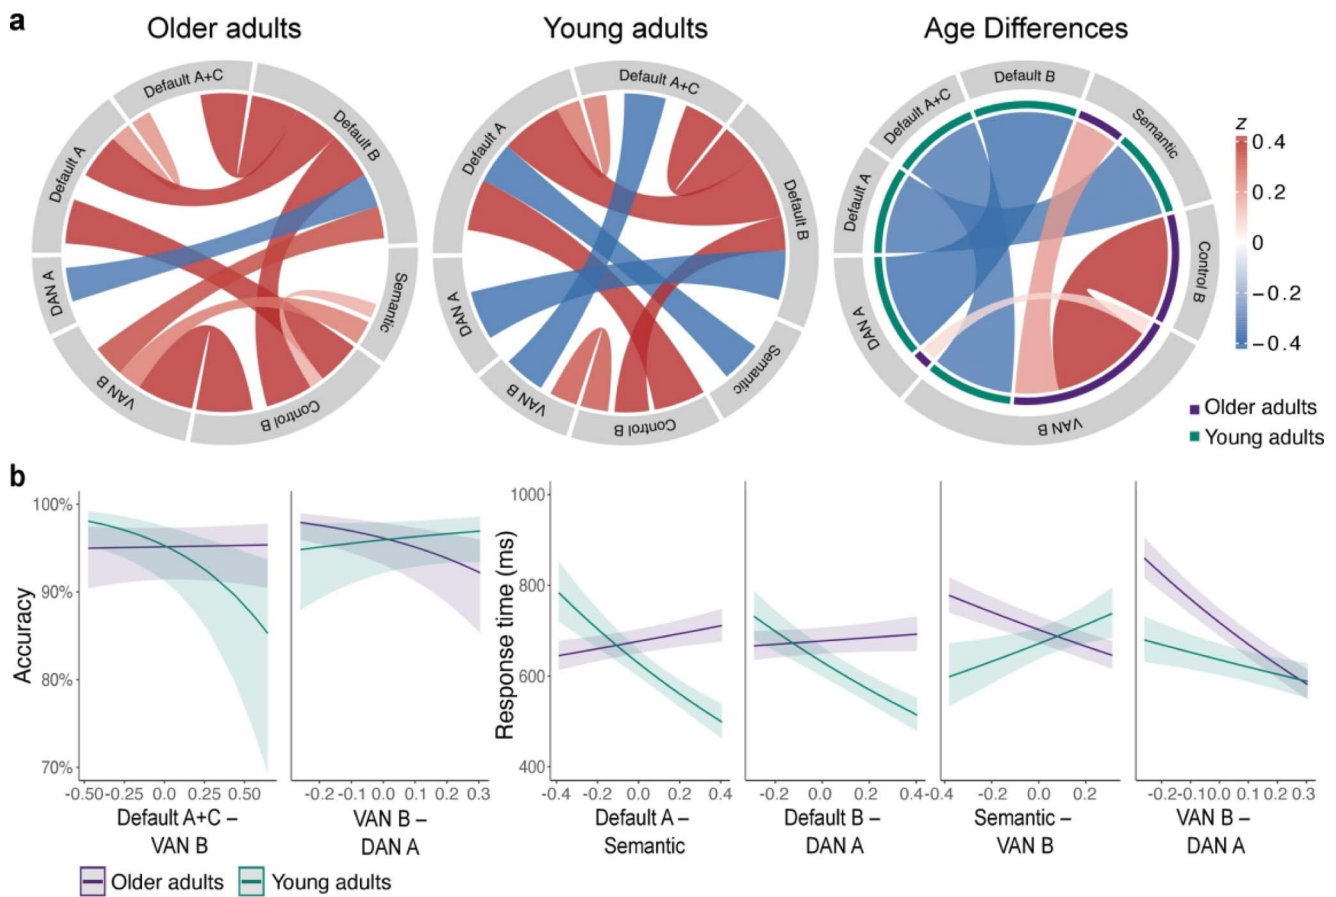 a
Older adults
Young adults
Age Differences
Default A+C
Default B
Semantic
Control B
VAN B
DAN A
Default A
Default A+C
Default B
Semantic
Control B
VAN B
DAN A
Default A
Default B
Semantic
Control B
VAN B
DAN A
Default A
Default A+C
z
0.4
0.2
0
−0.2
−0.4
Older adults
Young adults
b
Accuracy
100%
90%
80%
70%
-0.50 -0.25 0.0 0.25 0.50
Default A+C –
VAN B
-0.2 -0.1 0.0 0.1 0.2 0.3
VAN B –
DAN A
Response time (ms)
1000
800
600
400
-0.4 -0.2 0.0 0.2 0.4
Default A –
Semantic
-0.2 0.0 0.2 0.4
Default B –
DAN A
-0.4 -0.2 0.0 0.2
Semantic –
VAN B
-0.2 -0.1 0.0 0.1 0.2 0.3
VAN B –
DAN A
Older adults
Young adults